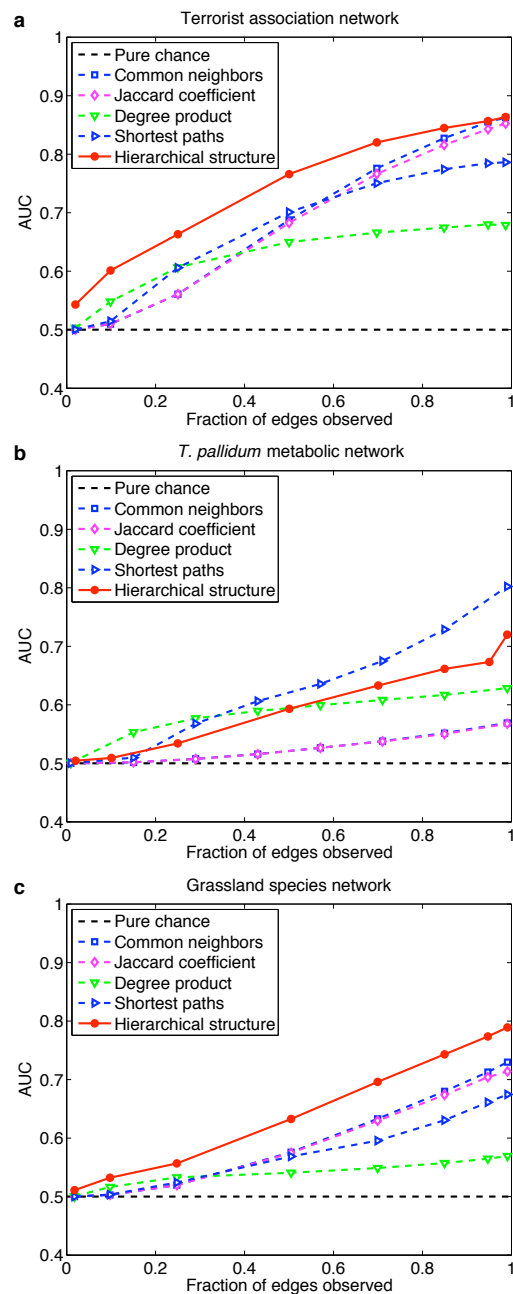 a
Terrorist association network
1
0.9
0.8
0.7
0.6
0.5
0.4
AUC
Pure chance
Common neighbors
Jaccard coefficient
Degree product
Shortest paths
Hierarchical structure
0 0.2 0.4 0.6 0.8 1
Fraction of edges observed
b
T. pallidum metabolic network
1
0.9
0.8
0.7
0.6
0.5
0.4
AUC
Pure chance
Common neighbors
Jaccard coefficient
Degree product
Shortest paths
Hierarchical structure
0 0.2 0.4 0.6 0.8 1
Fraction of edges observed
c
Grassland species network
1
0.9
0.8
0.7
0.6
0.5
0.4
AUC
Pure chance
Common neighbors
Jaccard coefficient
Degree product
Shortest paths
Hierarchical structure
0 0.2 0.4 0.6 0.8 1
Fraction of edges observed